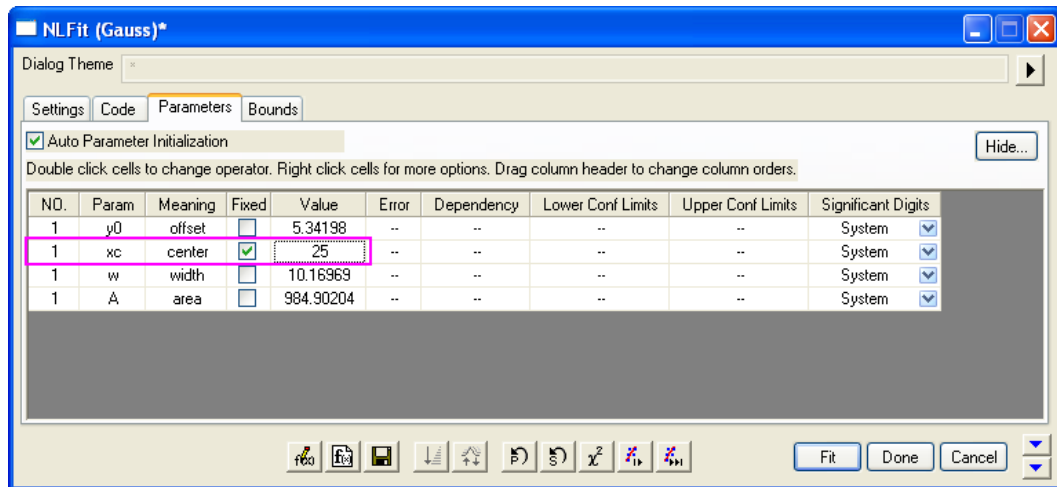 NLFit (Gauss)*
Dialog Theme *
Settings Code Parameters Bounds
Auto Parameter Initialization
Hide...
Double click cells to change operator. Right click cells for more options. Drag column header to change column orders.
NO. Param Meaning Fixed Value Error Dependency Lower Conf Limits Upper Conf Limits Significant Digits
1 y0 offset 5.34198 -- -- -- -- System
1 xc center 25 -- -- -- -- System
1 w width 10.16969 -- -- -- -- System
1 A area 984.90204 -- -- -- -- System
Fit Done Cancel